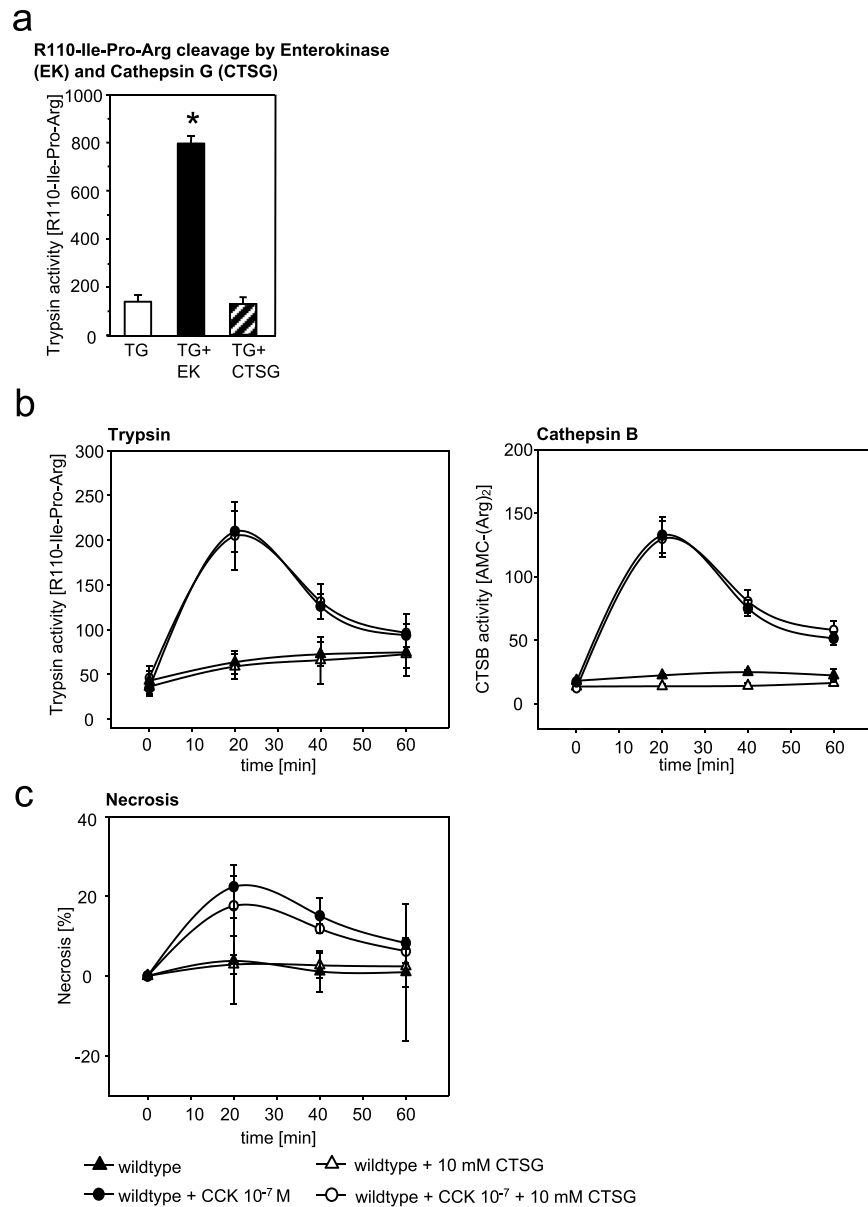 a
R110-Ile-Pro-Arg cleavage by Enterokinase
(EK) and Cathepsin G (CTSG)
Trypsin activity [R110-Ile-Pro-Arg]
1000
800
600
400
200
0
*
TG
TG+
EK
TG+
CTSG
b
Trypsin
Trypsin activity [R110-Ile-Pro-Arg]
300
250
200
150
100
50
0
0 10 20 30 40 50 60
time [min]
Cathepsin B
CTSB activity [AMC-(Arg)₂]
200
150
100
50
0
0 10 20 30 40 50 60
time [min]
c
Necrosis
Necrosis [%]
40
20
0
-20
0 10 20 30 40 50 60
time [min]
wildtype
wildtype + 10 mM CTSG
wildtype + CCK 10⁻⁷ M
wildtype + CCK 10⁻⁷ + 10 mM CTSG